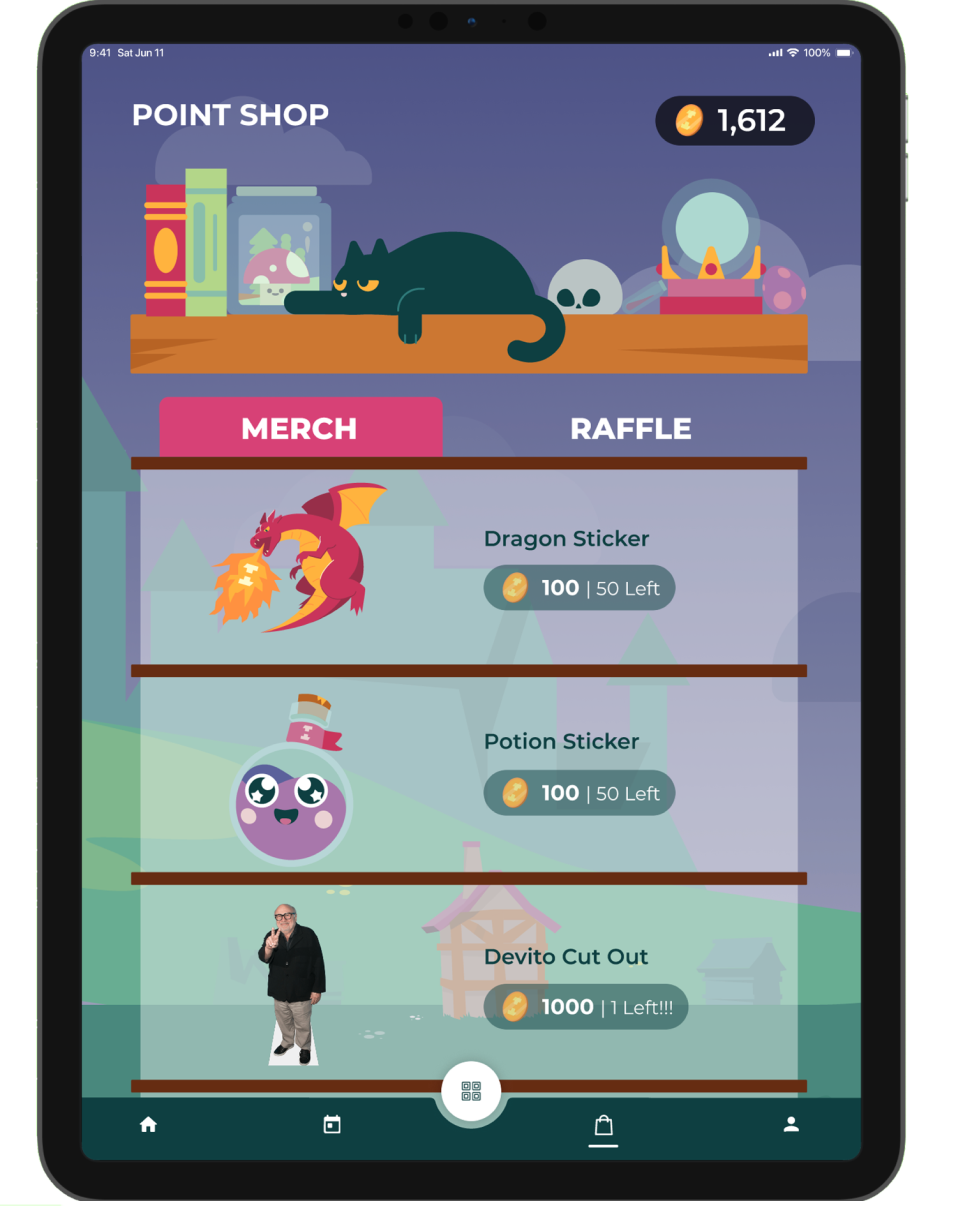 9:41 Sat Jun 11
100%
POINT SHOP
1,612
MERCH
RAFFLE
Dragon Sticker
100 | 50 Left
Potion Sticker
100 | 50 Left
Devito Cut Out
1000 | 1 Left!!!